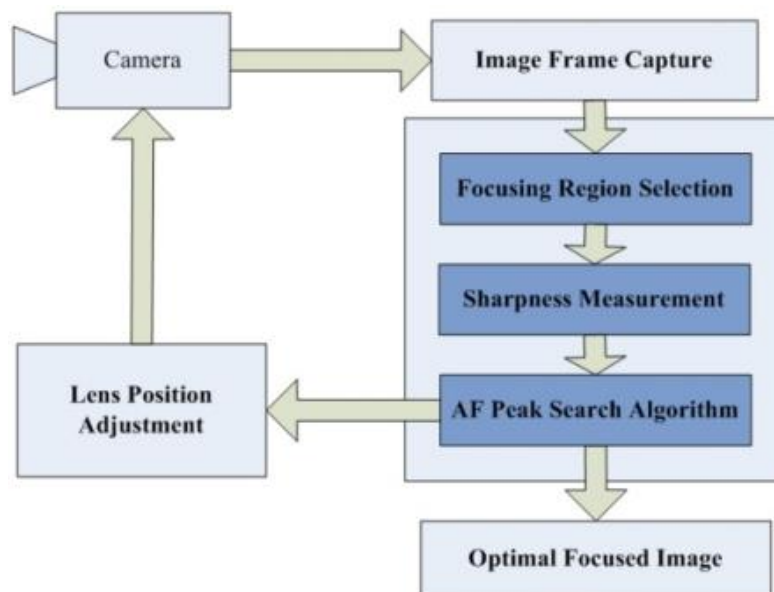 Camera
Image Frame Capture
Focusing Region Selection
Sharpness Measurement
Lens Position
Adjustment
AF Peak Search Algorithm
Optimal Focused Image